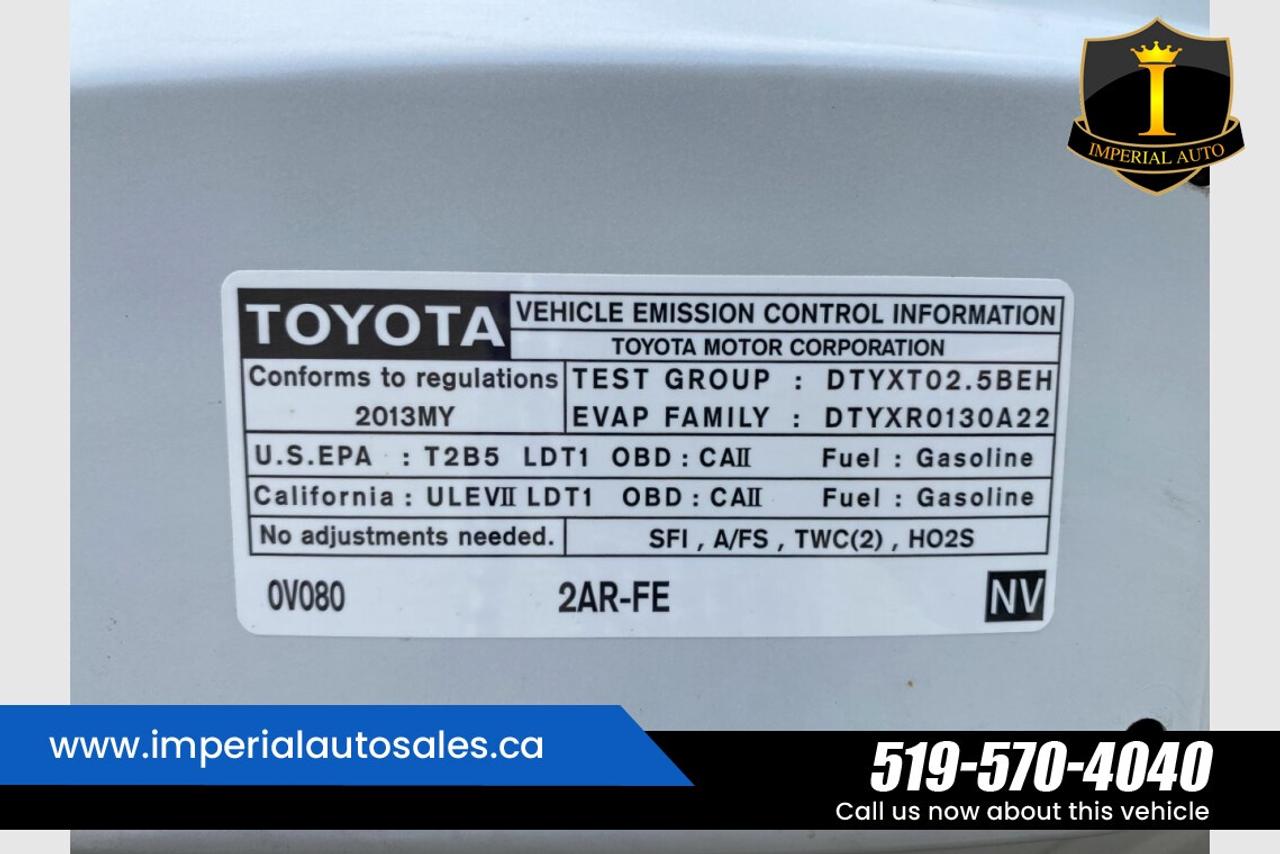 I
IMPERIAL AUTO
TOYOTA
VEHICLE EMISSION CONTROL INFORMATION
TOYOTA MOTOR CORPORATION
Conforms to regulations
2013MY
TEST GROUP : DTYXT02.5BEH
EVAP FAMILY : DTYXR0130A22
U.S.EPA : T2B5 LDT1 OBD : CAII Fuel : Gasoline
California : ULEVII LDT1 OBD : CAII Fuel : Gasoline
No adjustments needed.
SFI , A/FS , TWC(2) , HO2S
0V080 2AR-FE NV
www.imperialautosales.ca
519-570-4040
Call us now about this vehicle